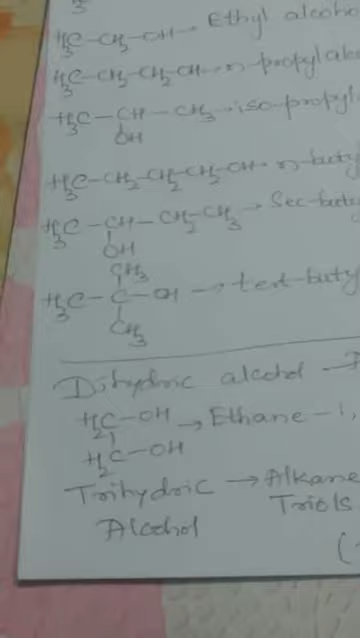 H3C-CH2-OH → Ethyl alcoho
H3C-CH2-CH2-OH → n-propyl alc
H3C-CH-CH3 → iso-propyl
OH
H3C-CH2-CH2-CH2-OH → n-buty
H3C-CH-CH2-CH3 → Sec-buty
OH
CH3
H3C-C-OH → tert-buty
CH3
Dihydric alcohol →
H2C-OH → Ethane-1,
H2C-OH
Trihydric → Alkane
Triols
Alcohol
(